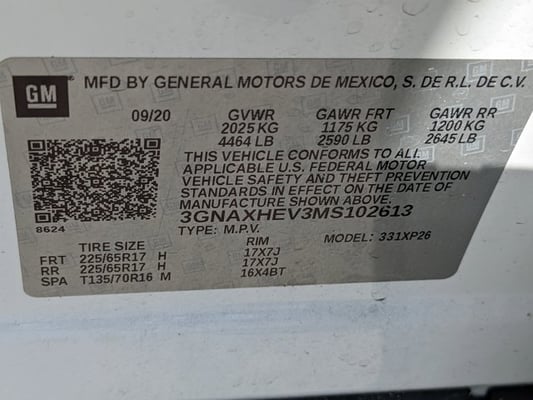 GM MFD BY GENERAL MOTORS DE MEXICO, S. DE R.L. DE C.V.
09/20 GVWR GAWR FRT GAWR RR
2025 KG 1175 KG 1200 KG
4464 LB 2590 LB 2645 LB
THIS VEHICLE CONFORMS TO ALL
APPLICABLE U.S. FEDERAL MOTOR
VEHICLE SAFETY AND THEFT PREVENTION
STANDARDS IN EFFECT ON THE DATE OF
MANUFACTURE SHOWN ABOVE.
3GNAXHEV3MS102613
8624
TYPE: M.P.V. MODEL: 331XP26
TIRE SIZE RIM
FRT 225/65R17 H 17X7J
RR 225/65R17 H 17X7J
SPA T135/70R16 M 16X4BT